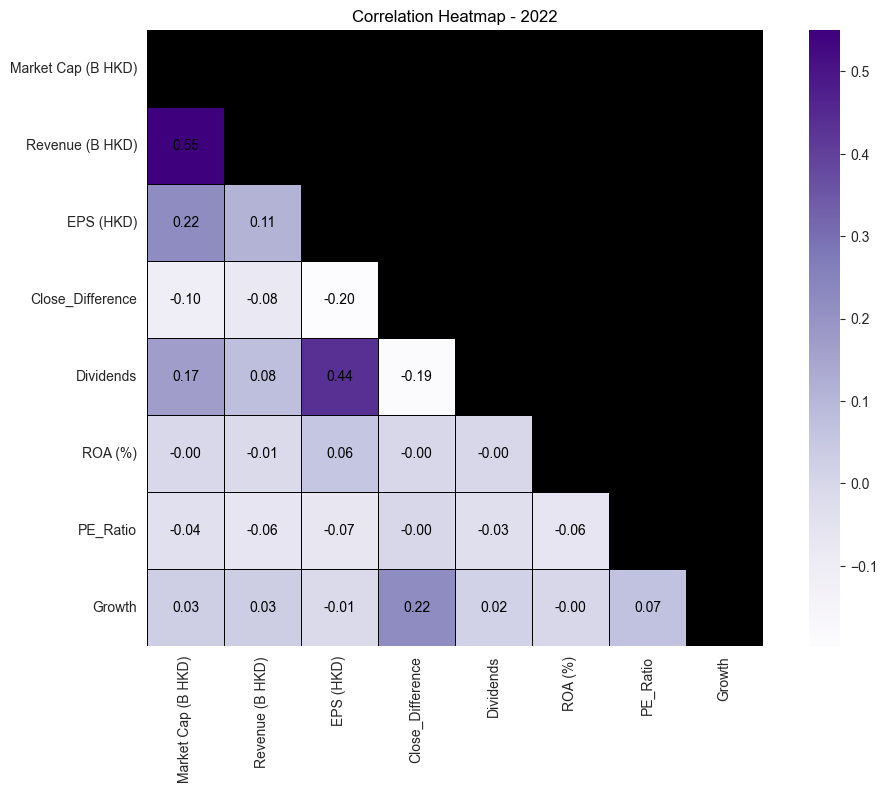 Correlation Heatmap - 2022
Market Cap (B HKD)
Revenue (B HKD) 0.55
EPS (HKD) 0.22 0.11
Close_Difference -0.10 -0.08 -0.20
Dividends 0.17 0.08 0.44 -0.19
ROA (%) -0.00 -0.01 0.06 -0.00 -0.00
PE_Ratio -0.04 -0.06 -0.07 -0.00 -0.03 -0.06
Growth 0.03 0.03 -0.01 0.22 0.02 -0.00 0.07
Market Cap (B HKD)
Revenue (B HKD)
EPS (HKD)
Close_Difference
Dividends
ROA (%)
PE_Ratio
Growth
0.5
0.4
0.3
0.2
0.1
0.0
−0.1